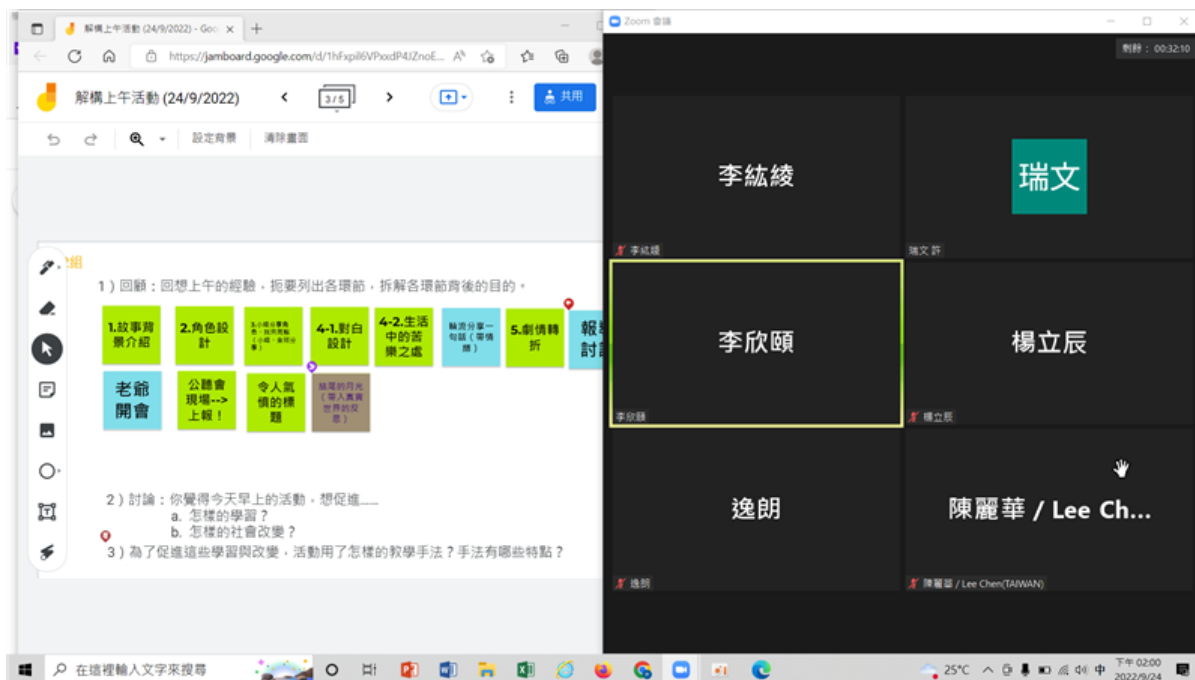 解構上午活動 (24/9/2022) - Goo
https://jamboard.google.com/d/1hFxpil6VPxxdP4JZnoE...
解構上午活動 (24/9/2022)
3 / 5
共用
設定背景
清除畫面
組
1）回顧：回想上午的經驗，扼要列出各環節，拆解各環節背後的目的。
1.故事背
景介紹
2.角色設
計
4-1.對白
設計
4-2.生活
中的苦
樂之處
輪流分享一
句話（帶情
緒）
5.劇情轉
折
老爺
開會
公聽會
現場-->
上報！
令人氣
憤的標
題
2）討論：你覺得今天早上的活動，想促進……
a. 怎樣的學習？
b. 怎樣的社會改變？
3）為了促進這些學習與改變，活動用了怎樣的教學手法？手法有哪些特點？
Zoom 會議
剩餘： 00:32:10
李紘綾
李紘綾
瑞文
瑞文 許
李欣頤
李欣頤
楊立辰
楊立辰
逸朗
逸朗
陳麗華 / Lee Ch...
陳麗華 / Lee Chen(TAIWAN)
在這裡輸入文字來搜尋
25°C
中
下午 02:00
2022/9/24